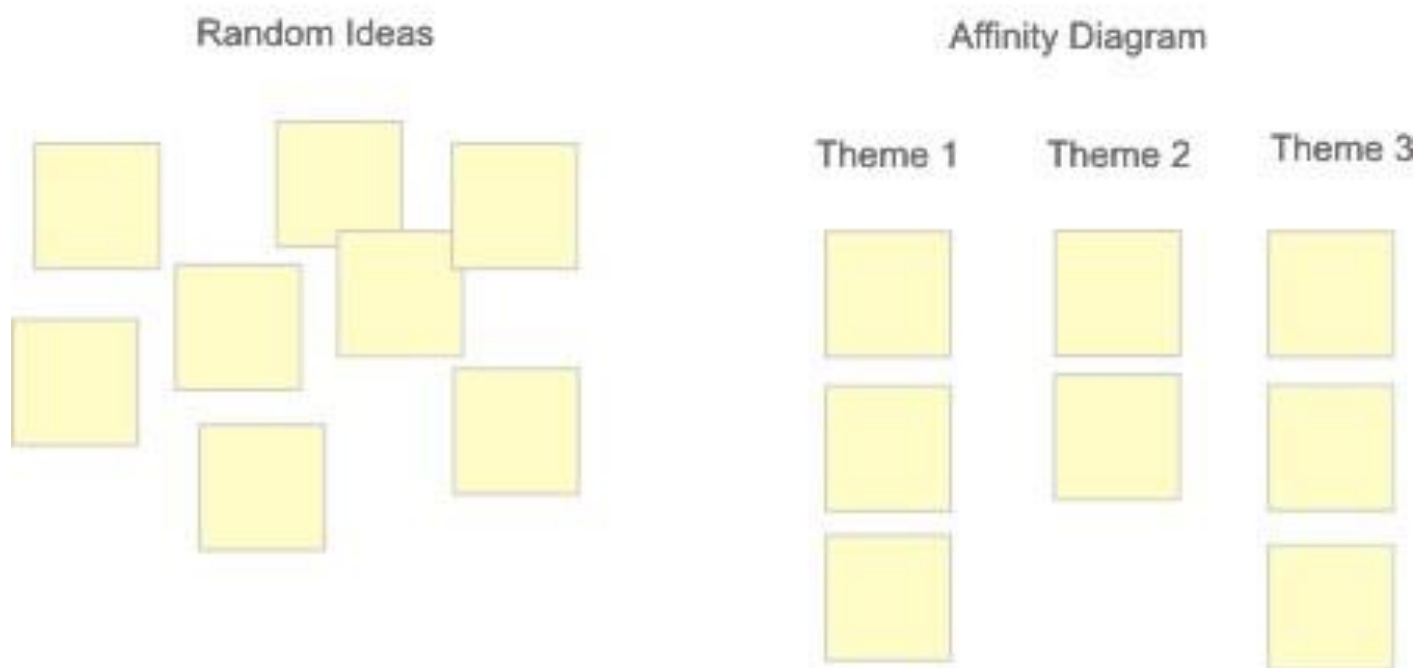 Random Ideas
Affinity Diagram
Theme 1
Theme 2
Theme 3